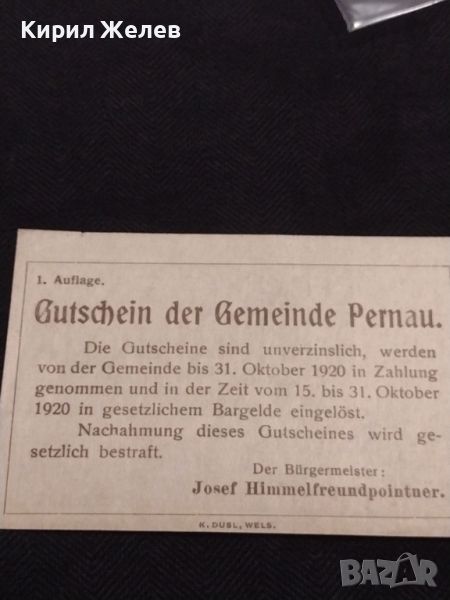 Кирил Желев
1. Auflage.
Gutschein der Gemeinde Pernau.
Die Gutscheine sind unverzinslich, werden
von der Gemeinde bis 31. Oktober 1920 in Zahlung
genommen und in der Zeit vom 15. bis 31. Oktober
1920 in gesetzlichem Bargelde eingelöst.
Nachahmung dieses Gutscheines wird ge-
setzlich bestraft.
Der Bürgermeister:
Josef Himmelfreundpointner.
K. DUSL, WELS.
BAZAR